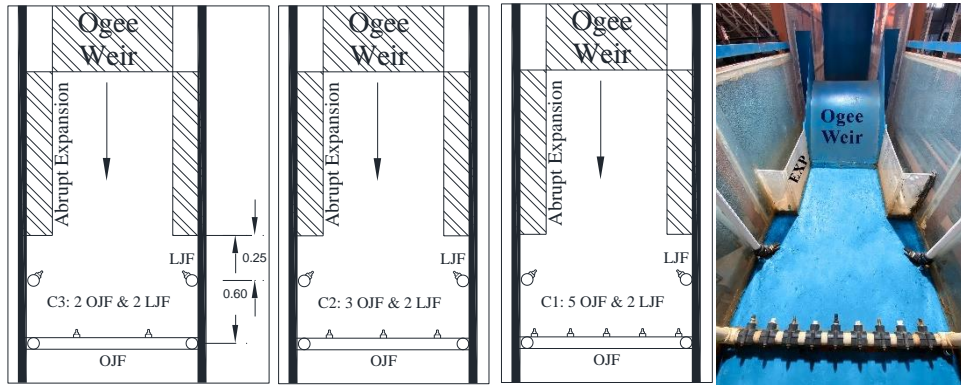 Ogee
Weir
Abrupt Expansion
LJF
0.25
0.60
C3: 2 OJF & 2 LJF
OJF
Ogee
Weir
Abrupt Expansion
LJF
C2: 3 OJF & 2 LJF
OJF
Ogee
Weir
Abrupt Expansion
LJF
C1: 5 OJF & 2 LJF
OJF
Ogee
Weir
EXP